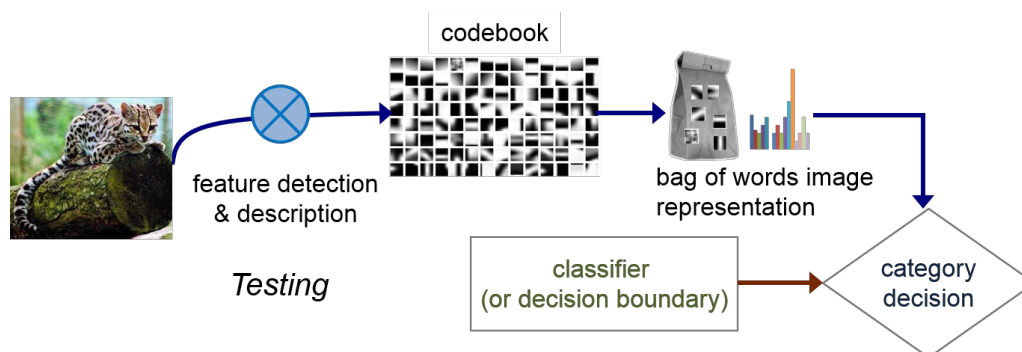 codebook
feature detection
& description
bag of words image
representation
Testing
classifier
(or decision boundary)
category
decision